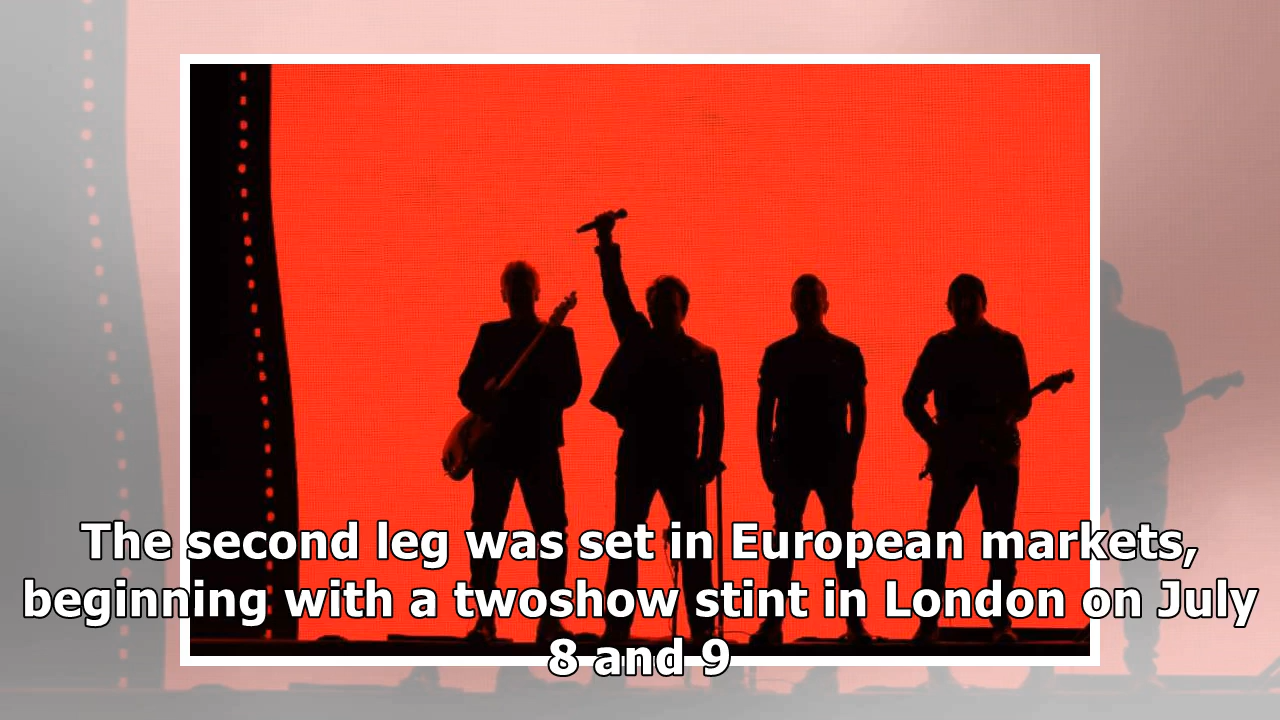 The second leg was set in European markets,
beginning with a twoshow stint in London on July
8 and 9